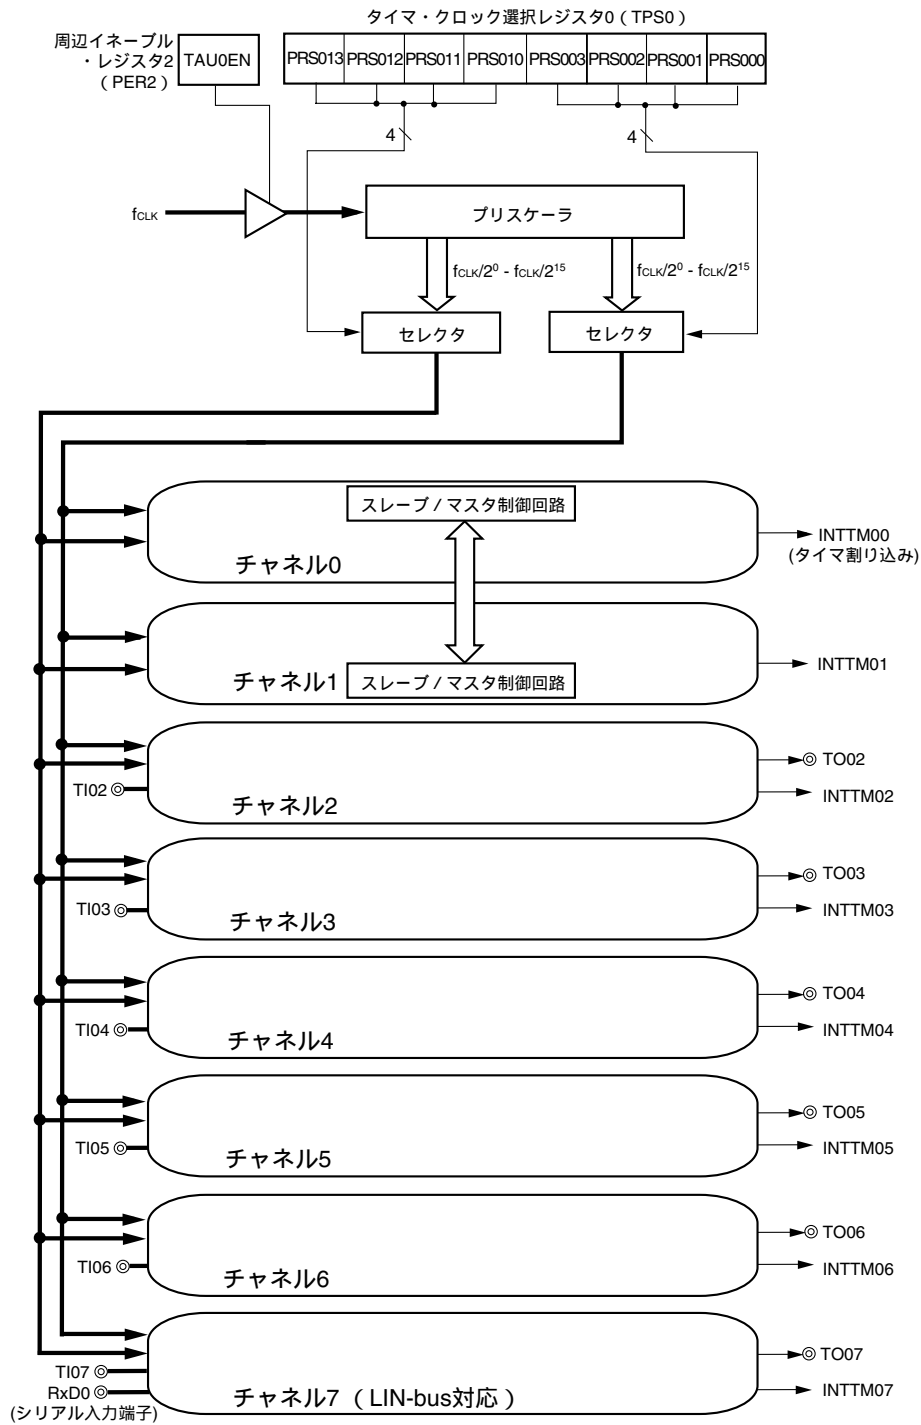 タイマ・クロック選択レジスタ0（TPS0）
周辺イネーブル
・レジスタ2
（PER2）
TAU0EN
PRS013 PRS012 PRS011 PRS010 PRS003 PRS002 PRS001 PRS000
4
4
fCLK
プリスケーラ
fCLK/2⁰ - fCLK/2¹⁵
fCLK/2⁰ - fCLK/2¹⁵
セレクタ
セレクタ
スレーブ / マスタ制御回路
チャネル0
INTTM00
(タイマ割り込み)
チャネル1
スレーブ / マスタ制御回路
INTTM01
TI02
チャネル2
TO02
INTTM02
TI03
チャネル3
TO03
INTTM03
TI04
チャネル4
TO04
INTTM04
TI05
チャネル5
TO05
INTTM05
TI06
チャネル6
TO06
INTTM06
TI07
RxD0
(シリアル入力端子)
チャネル7（LIN-bus対応）
TO07
INTTM07